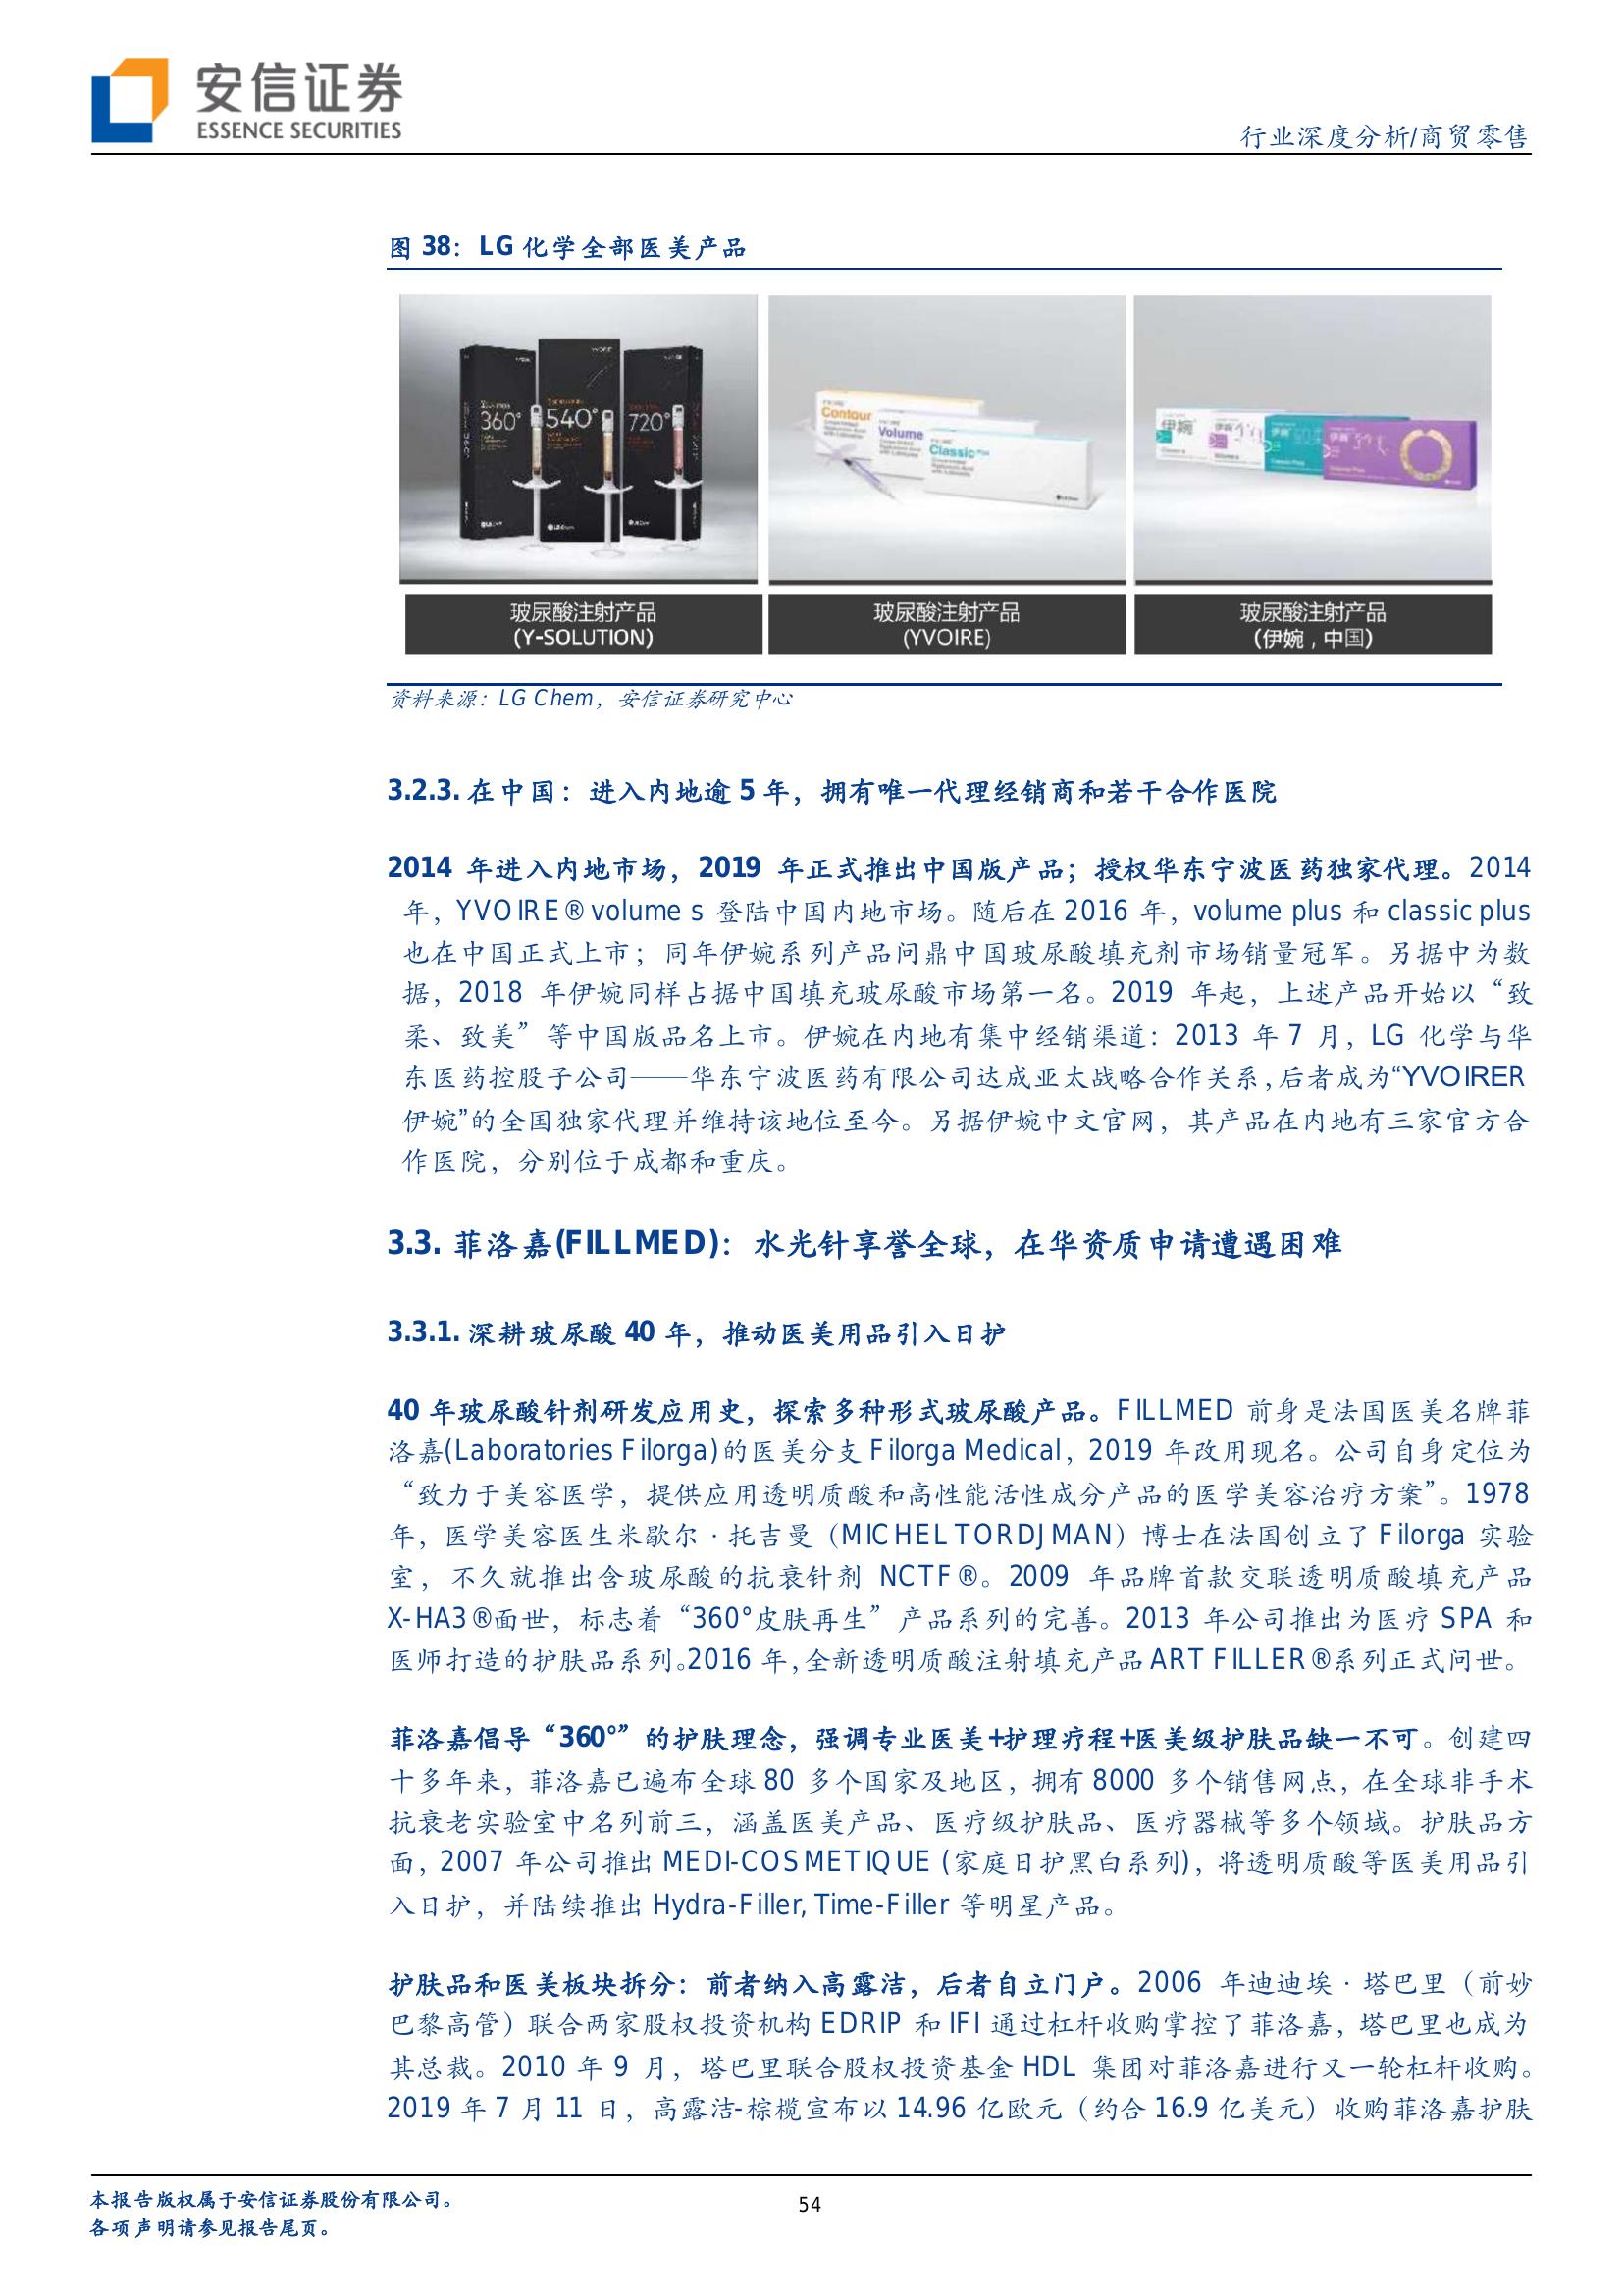 安信证券
ESSENCE SECURITIES
行业深度分析/商贸零售
图 38：LG 化学全部医美产品
360°
540°
720°
Contour
Volume
Classic Plus
伊婉
伊婉
伊婉
伊婉
玻尿酸注射产品
(Y-SOLUTION)
玻尿酸注射产品
(YVOIRE)
玻尿酸注射产品
(伊婉，中国)
资料来源：LG Chem，安信证券研究中心
3.2.3. 在中国：进入内地逾 5 年，拥有唯一代理经销商和若干合作医院
2014 年进入内地市场，2019 年正式推出中国版产品；授权华东宁波医药独家代理。2014
年，YVOIRE® volume s 登陆中国内地市场。随后在 2016 年，volume plus 和 classic plus
也在中国正式上市；同年伊婉系列产品问鼎中国玻尿酸填充剂市场销量冠军。另据中为数
据，2018 年伊婉同样占据中国填充玻尿酸市场第一名。2019 年起，上述产品开始以“致
柔、致美”等中国版品名上市。伊婉在内地有集中经销渠道：2013 年 7 月，LG 化学与华
东医药控股子公司——华东宁波医药有限公司达成亚太战略合作关系，后者成为“YVOIRER
伊婉”的全国独家代理并维持该地位至今。另据伊婉中文官网，其产品在内地有三家官方合
作医院，分别位于成都和重庆。
3.3. 菲洛嘉(FILLMED)：水光针享誉全球，在华资质申请遭遇困难
3.3.1. 深耕玻尿酸 40 年，推动医美用品引入日护
40 年玻尿酸针剂研发应用史，探索多种形式玻尿酸产品。FILLMED 前身是法国医美名牌菲
洛嘉(Laboratories Filorga)的医美分支 Filorga Medical，2019 年改用现名。公司自身定位为
“致力于美容医学，提供应用透明质酸和高性能活性成分产品的医学美容治疗方案”。1978
年，医学美容医生米歇尔·托吉曼（MICHEL TORDJMAN）博士在法国创立了 Filorga 实验
室，不久就推出含玻尿酸的抗衰针剂 NCTF®。2009 年品牌首款交联透明质酸填充产品
X-HA3®面世，标志着“360°皮肤再生”产品系列的完善。2013 年公司推出为医疗 SPA 和
医师打造的护肤品系列。2016 年，全新透明质酸注射填充产品 ART FILLER®系列正式问世。
菲洛嘉倡导“360°”的护肤理念，强调专业医美+护理疗程+医美级护肤品缺一不可。创建四
十多年来，菲洛嘉已遍布全球 80 多个国家及地区，拥有 8000 多个销售网点，在全球非手术
抗衰老实验室中名列前三，涵盖医美产品、医疗级护肤品、医疗器械等多个领域。护肤品方
面，2007 年公司推出 MEDI-COSMETIQUE (家庭日护黑白系列)，将透明质酸等医美用品引
入日护，并陆续推出 Hydra-Filler, Time-Filler 等明星产品。
护肤品和医美板块拆分：前者纳入高露洁，后者自立门户。2006 年迪迪埃·塔巴里（前妙
巴黎高管）联合两家股权投资机构 EDRIP 和 IFI 通过杠杆收购掌控了菲洛嘉，塔巴里也成为
其总裁。2010 年 9 月，塔巴里联合股权投资基金 HDL 集团对菲洛嘉进行又一轮杠杆收购。
2019 年 7 月 11 日，高露洁-棕榄宣布以 14.96 亿欧元（约合 16.9 亿美元）收购菲洛嘉护肤
本报告版权属于安信证券股份有限公司。
各项声明请参见报告尾页。
54